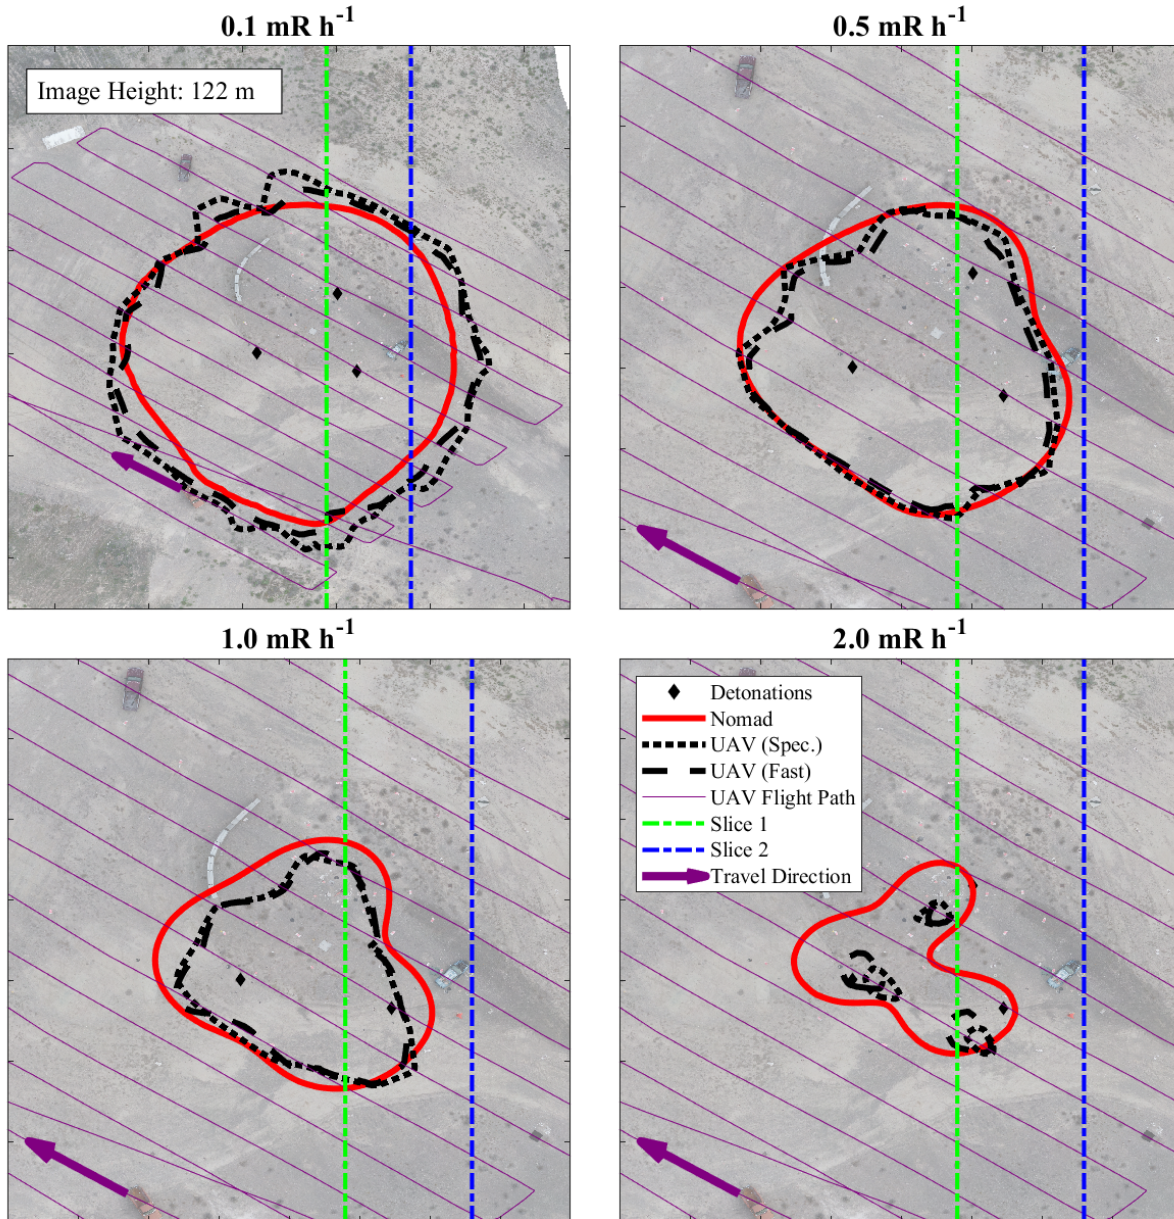 0.1 mR h⁻¹
Image Height: 122 m
0.5 mR h⁻¹
1.0 mR h⁻¹
2.0 mR h⁻¹
Detonations
Nomad
UAV (Spec.)
UAV (Fast)
UAV Flight Path
Slice 1
Slice 2
Travel Direction